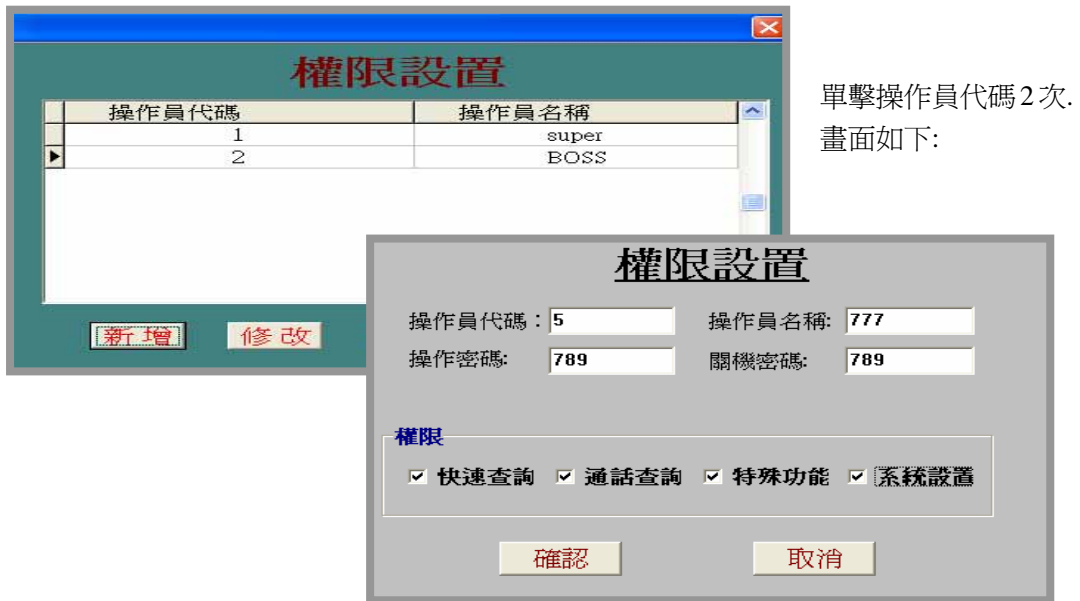 權限設置
操作員代碼 操作員名稱
1 super
2 BOSS
新增 修改
單擊操作員代碼2次.
畫面如下:
權限設置
操作員代碼：5 操作員名稱: 777
操作密碼: 789 關機密碼: 789
權限
快速查詢 通話查詢 特殊功能 系統設置
確認 取消